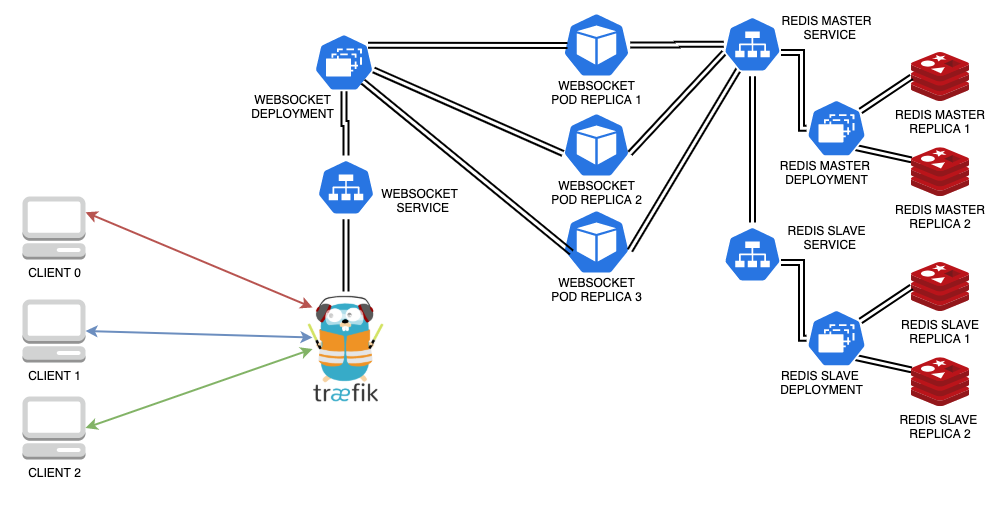 WEBSOCKET
DEPLOYMENT
WEBSOCKET
SERVICE
WEBSOCKET
POD REPLICA 1
WEBSOCKET
POD REPLICA 2
WEBSOCKET
POD REPLICA 3
REDIS MASTER
SERVICE
REDIS MASTER
DEPLOYMENT
REDIS MASTER
REPLICA 1
REDIS MASTER
REPLICA 2
REDIS SLAVE
SERVICE
REDIS SLAVE
DEPLOYMENT
REDIS SLAVE
REPLICA 1
REDIS SLAVE
REPLICA 2
CLIENT 0
CLIENT 1
CLIENT 2
træfik